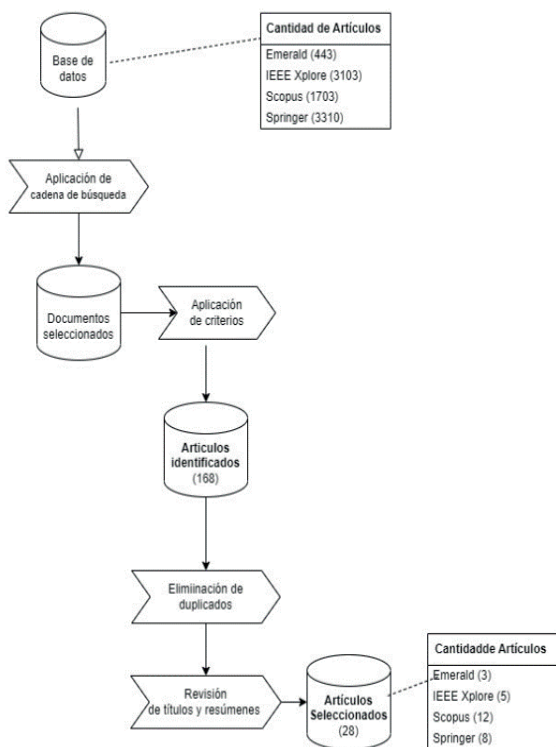 Base de
datos
Cantidad de Artículos
Emerald (443)
IEEE Xplore (3103)
Scopus (1703)
Springer (3310)
Aplicación de
cadena de búsqueda
Documentos
seleccionados
Aplicación
de criterios
Artículos
identificados
(168)
Elimiinación de
duplicados
Revisión
de títulos y resúmenes
Artículos
Seleccionados
(28)
Cantidadde Artículos
Emerald (3)
IEEE Xplore (5)
Scopus (12)
Springer (8)